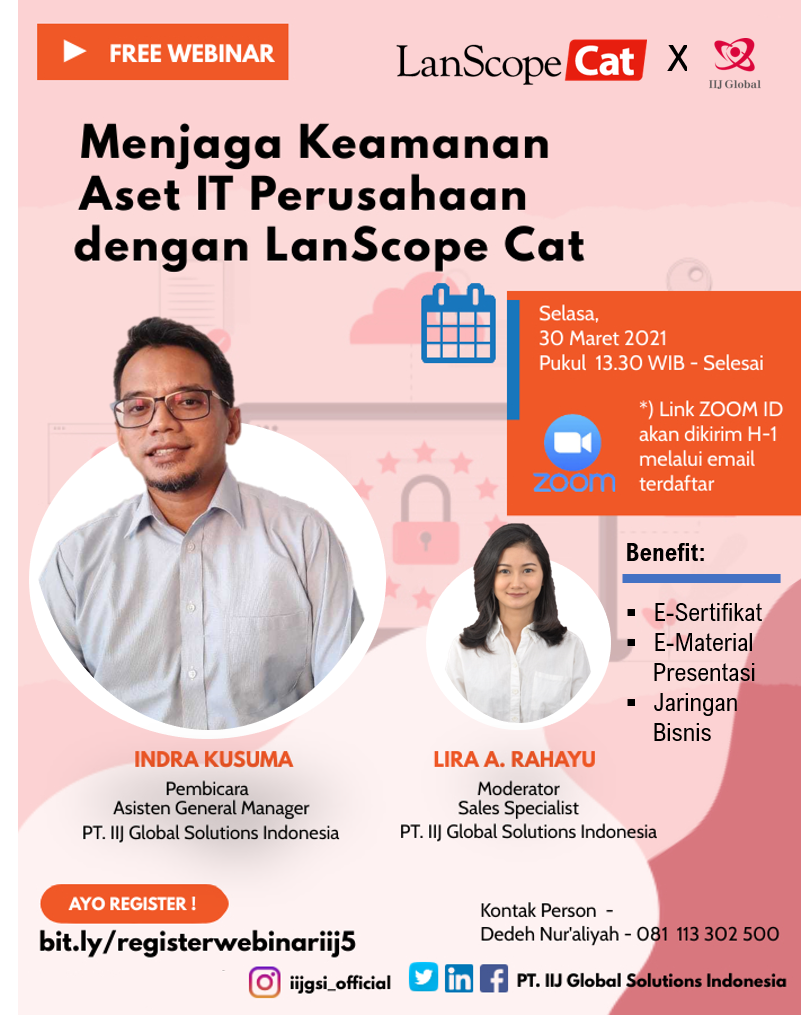 FREE WEBINAR
LanScope Cat X IIJ Global
Menjaga Keamanan
Aset IT Perusahaan
dengan LanScope Cat
Selasa,
30 Maret 2021
Pukul 13.30 WIB - Selesai
*) Link ZOOM ID
akan dikirim H-1
melalui email
terdaftar
zoom
Benefit:
▪ E-Sertifikat
▪ E-Material
Presentasi
▪ Jaringan
Bisnis
INDRA KUSUMA
Pembicara
Asisten General Manager
PT. IIJ Global Solutions Indonesia
LIRA A. RAHAYU
Moderator
Sales Specialist
PT. IIJ Global Solutions Indonesia
AYO REGISTER !
bit.ly/registerwebinariij5
Kontak Person -
Dedeh Nur'aliyah - 081 113 302 500
iijgsi_official
PT. IIJ Global Solutions Indonesia